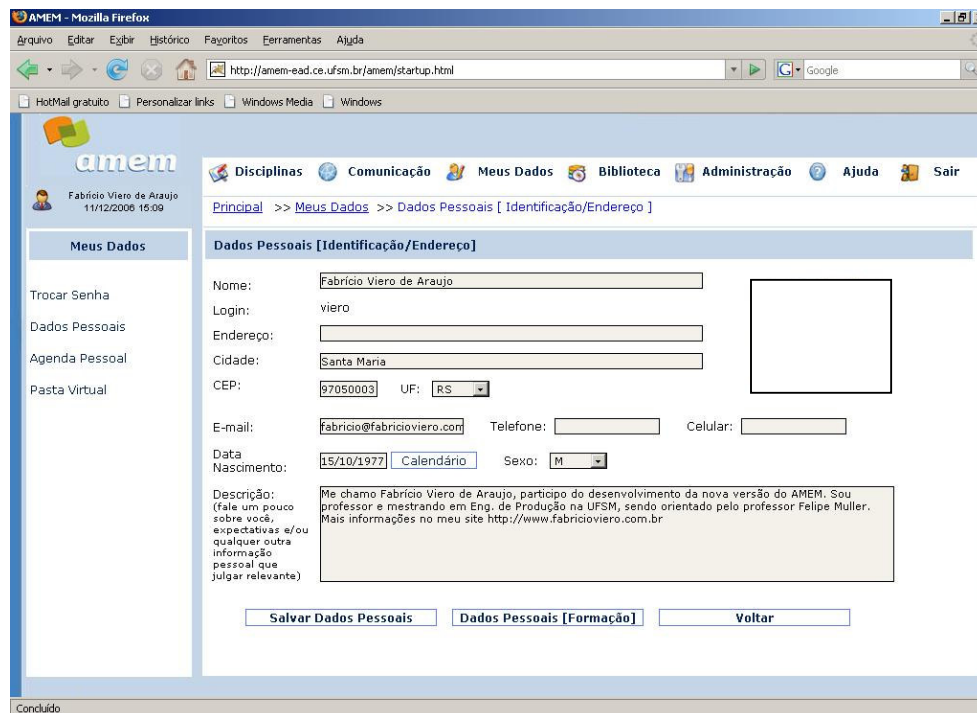 AMEM - Mozilla Firefox
Arquivo Editar Exibir Histórico Favoritos Ferramentas Ajuda
http://amem-ead.ce.ufsm.br/amem/startup.html G Google
HotMail gratuito Personalizar links Windows Media Windows
amem
Disciplinas Comunicação Meus Dados Biblioteca Administração Ajuda Sair
Fabrício Viero de Araujo
11/12/2006 15:09
Principal >> Meus Dados >> Dados Pessoais [ Identificação/Endereço ]
Meus Dados
Trocar Senha
Dados Pessoais
Agenda Pessoal
Pasta Virtual
Dados Pessoais [Identificação/Endereço]
Nome: Fabrício Viero de Araujo
Login: viero
Endereço:
Cidade: Santa Maria
CEP: 97050003 UF: RS
E-mail: fabricio@fabricioviero.com Telefone: Celular:
Data
Nascimento: 15/10/1977 Calendário Sexo: M
Descrição:
(fale um pouco
sobre você,
expectativas e/ou
qualquer outra
informação
pessoal que
julgar relevante)
Me chamo Fabrício Viero de Araujo, participo do desenvolvimento da nova versão do AMEM. Sou
professor e mestrando em Eng. de Produção na UFSM, sendo orientado pelo professor Felipe Muller.
Mais informações no meu site http://www.fabricioviero.com.br
Salvar Dados Pessoais Dados Pessoais [Formação] Voltar
Concluído